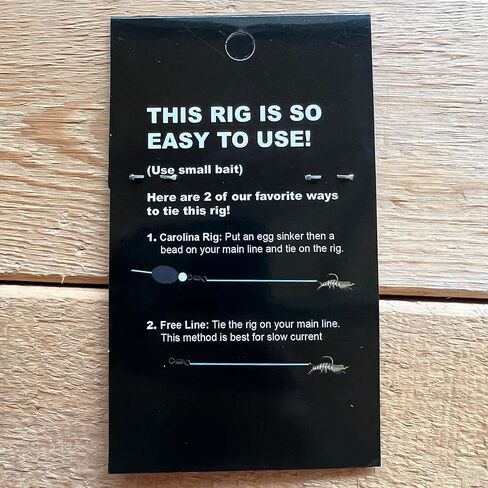 THIS RIG IS SO
EASY TO USE!
(Use small bait)
Here are 2 of our favorite ways
to tie this rig!
1. Carolina Rig: Put an egg sinker then a
bead on your main line and tie on the rig.
2. Free Line: Tie the rig on your main line.
This method is best for slow current